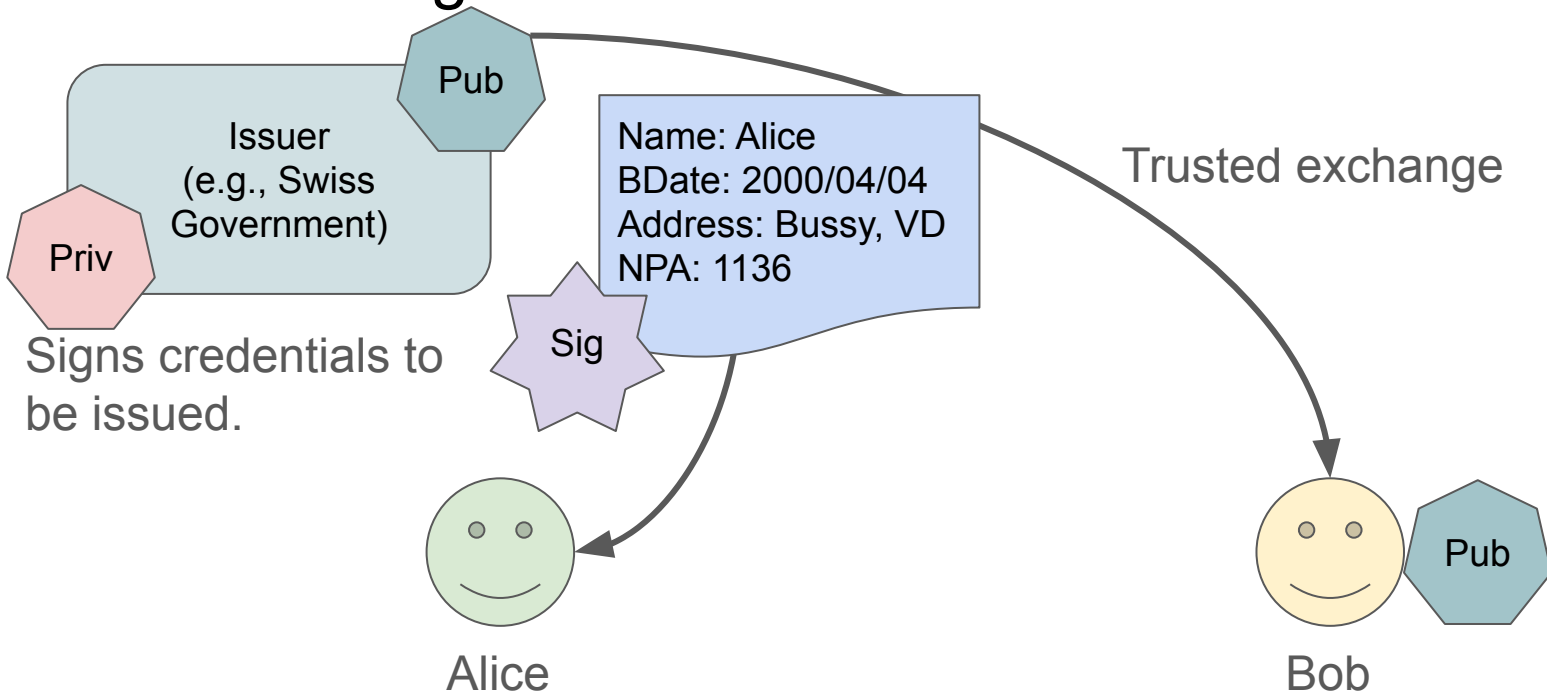 Pub
Issuer
(e.g., Swiss
Government)
Priv
Name: Alice
BDate: 2000/04/04
Address: Bussy, VD
NPA: 1136
Trusted exchange
Sig
Signs credentials to
be issued.
Pub
Alice
Bob